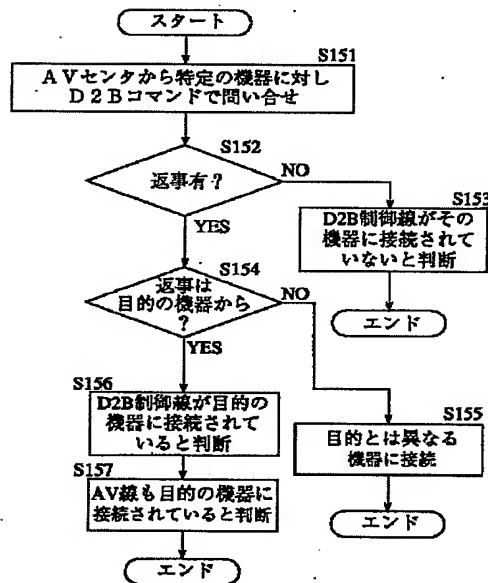 スタート
S151
AVセンタから特定の機器に対し
D2Bコマンドで問い合せ
S152
返事有?
NO
YES
S153
D2B制御線がその
機器に接続されて
いないと判断
エンド
S154
返事は
目的の機器から
?
NO
YES
S156
D2B制御線が目的の
機器に接続されて
いると判断
S155
目的とは異なる
機器に接続
エンド
S157
AV線も目的の機器に
接続されていると判断
エンド